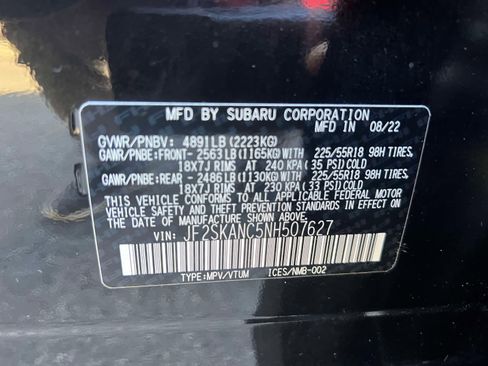 MFD BY SUBARU CORPORATION
MFD IN JAPAN 08/22
GVWR/PNBV: 4891LB(2223KG)
GAWR/PNBE:FRONT-2563LB(1165KG)WITH 225/55R18 98H TIRES,
18X7J RIMS AT 240 KPA(35 PSI)COLD
GAWR/PNBE:REAR -2486LB(1130KG)WITH 225/55R18 98H TIRES,
18X7J RIMS AT 230 KPA(33 PSI)COLD
THIS VEHICLE CONFORMS TO ALL APPLICABLE FEDERAL MOTOR
VEHICLE SAFETY AND THEFT PREVENTION STANDARDS IN EFFECT ON
THE DATE OF MANUFACTURE SHOWN ABOVE.
VIN: JF2SKANC5NH507627
TYPE:MPV/VTUM ICES/NMB-002